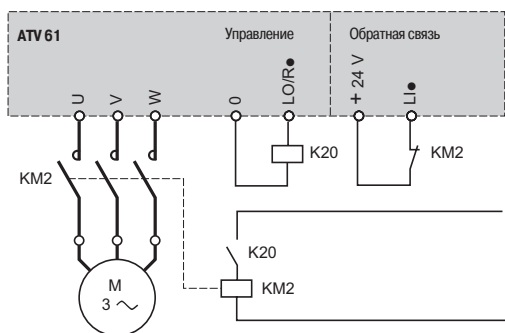 ATV 61
Управление
Обратная связь
U
V
W
0
LO/R●
+ 24 V
LI●
KM2
K20
KM2
K20
KM2
M
3 ~